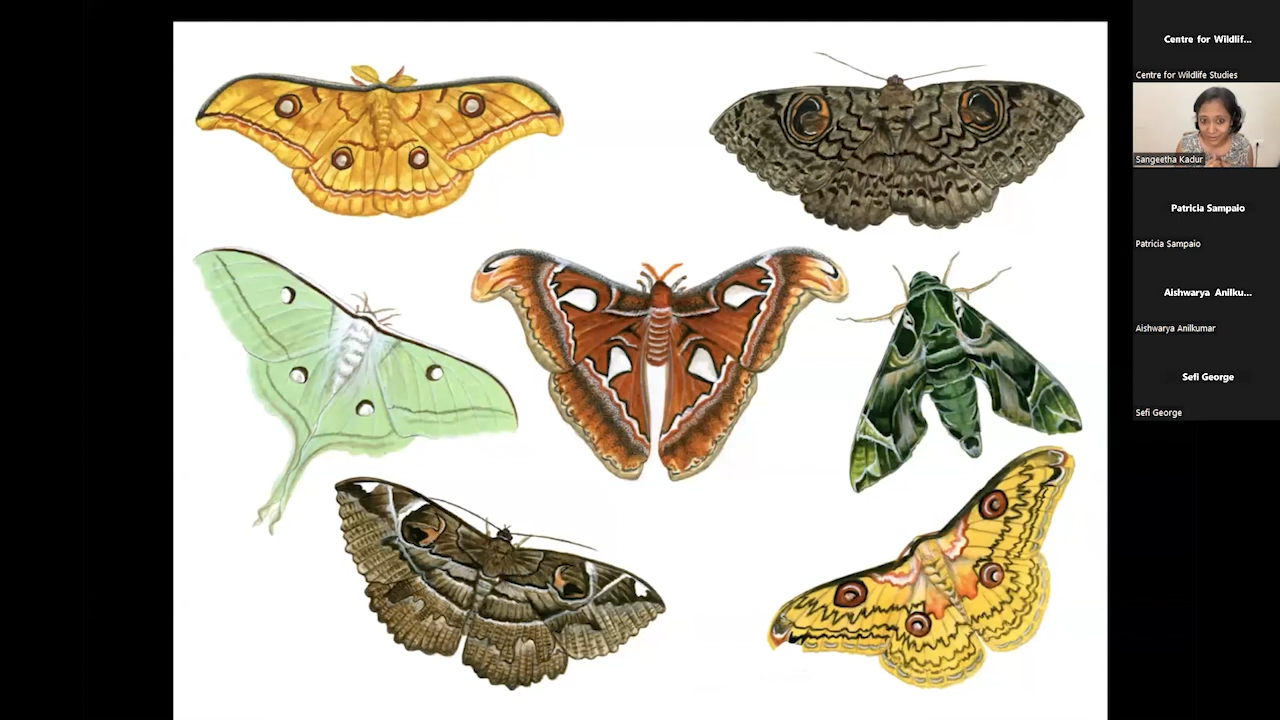 Centre for Wildlif...
Centre for Wildlife Studies
Sangeetha Kadur
Patricia Sampaio
Patricia Sampaio
Aishwarya Anilku...
Aishwarya Anilkumar
Sefi George
Sefi George